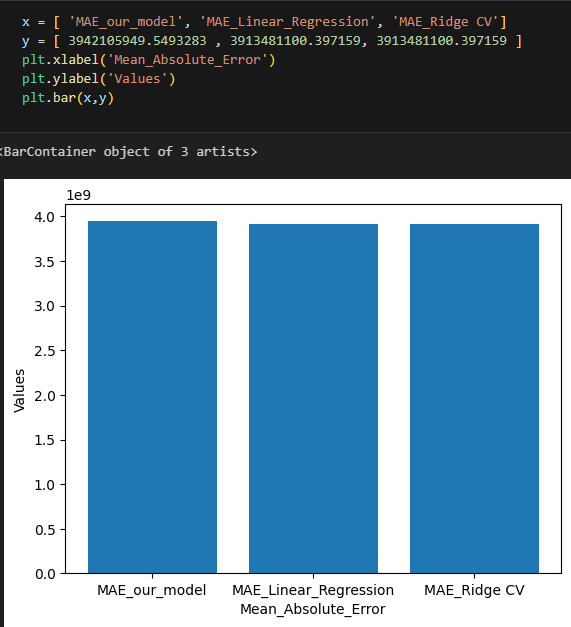 x = [ 'MAE_our_model', 'MAE_Linear_Regression', 'MAE_Ridge CV']
y = [ 3942105949.5493283 , 3913481100.397159, 3913481100.397159 ]
plt.xlabel('Mean_Absolute_Error')
plt.ylabel('Values')
plt.bar(x,y)
<BarContainer object of 3 artists>
1e9
4.0
3.5
3.0
2.5
2.0
1.5
1.0
0.5
0.0
Values
MAE_our_model MAE_Linear_Regression MAE_Ridge CV
Mean_Absolute_Error